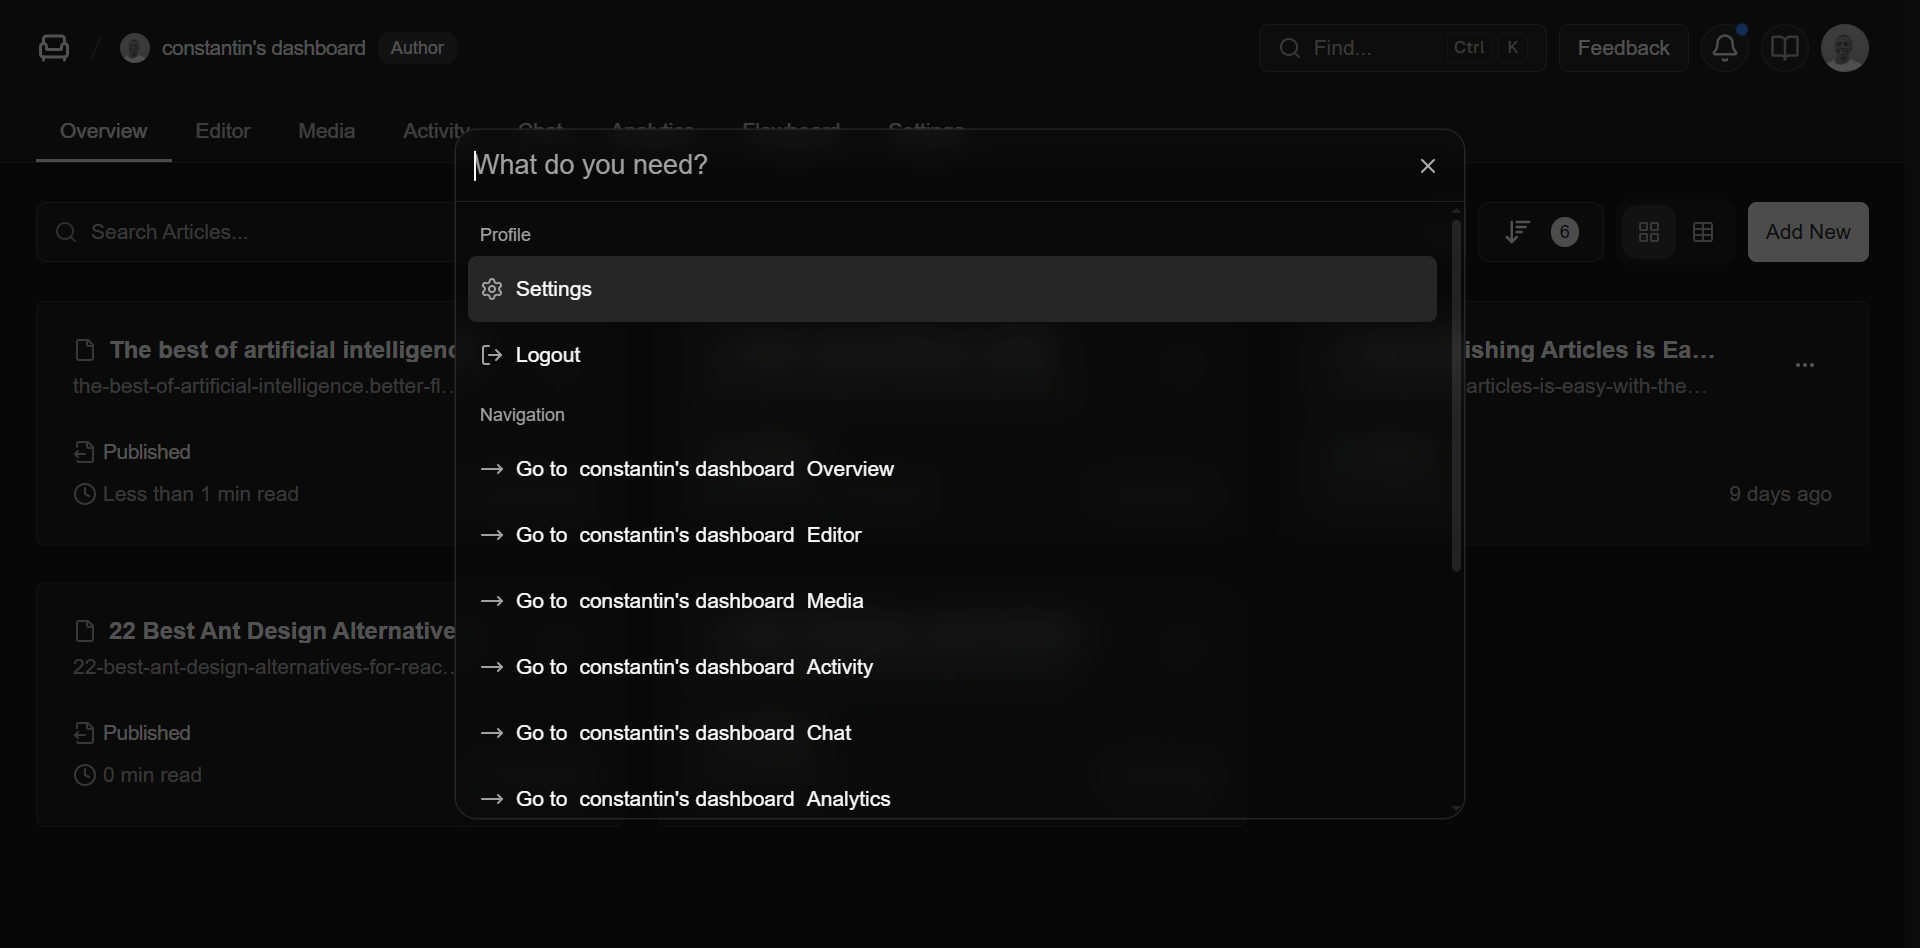 constantin's dashboard Author
Find... Ctrl K Feedback
Overview Editor Media Activity Chat Analytics Flowboard Settings
What do you need?
Search Articles...
6
Add New
Profile
Settings
Logout
Navigation
Go to constantin's dashboard Overview
Go to constantin's dashboard Editor
Go to constantin's dashboard Media
Go to constantin's dashboard Activity
Go to constantin's dashboard Chat
Go to constantin's dashboard Analytics
The best of artificial intelligenc
the-best-of-artificial-intelligence.better-fl...
Published
Less than 1 min read
ishing Articles is Ea...
articles-is-easy-with-the...
9 days ago
22 Best Ant Design Alternative
22-best-ant-design-alternatives-for-reac...
Published
0 min read